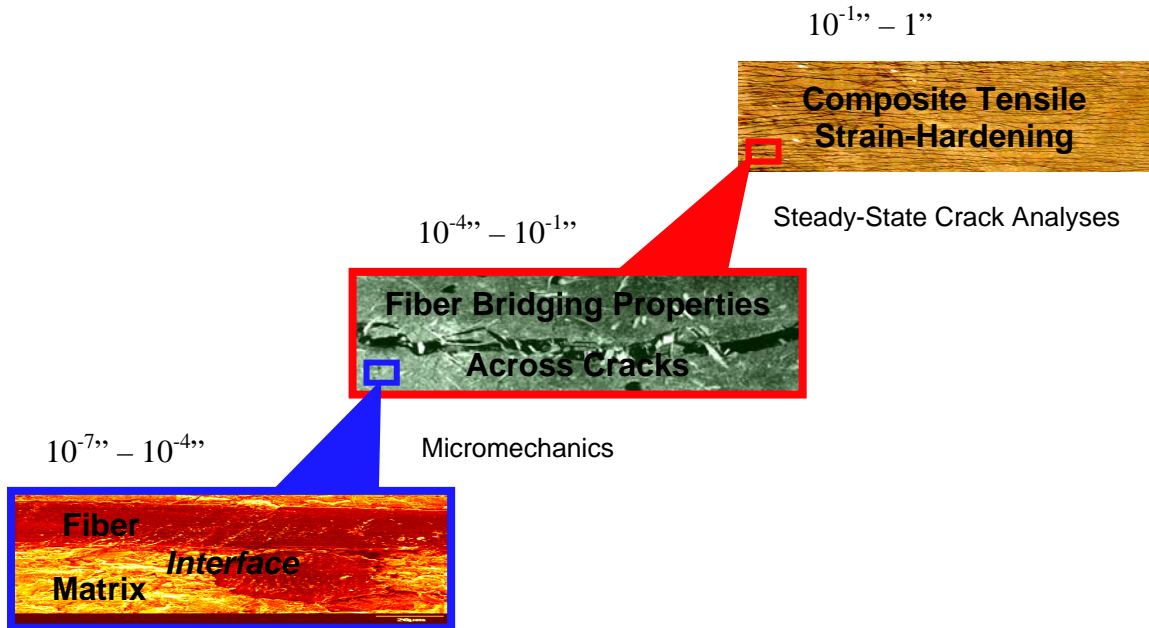 10⁻¹” – 1”
Composite Tensile
Strain-Hardening
Steady-State Crack Analyses
10⁻⁴” – 10⁻¹”
Fiber Bridging Properties
Across Cracks
Micromechanics
10⁻⁷” – 10⁻⁴”
Fiber
Interface
Matrix
20µm